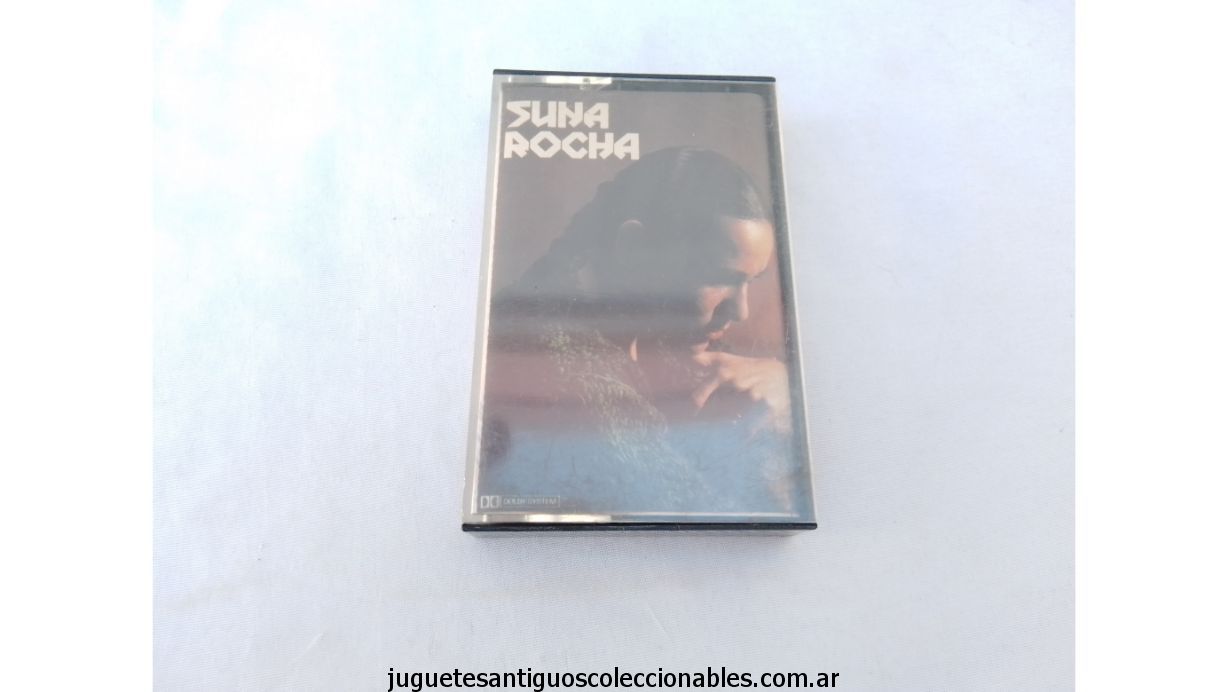 SUNA
ROCHA
DOLBY SYSTEM
juguetesantiguoscoleccionables.com.ar